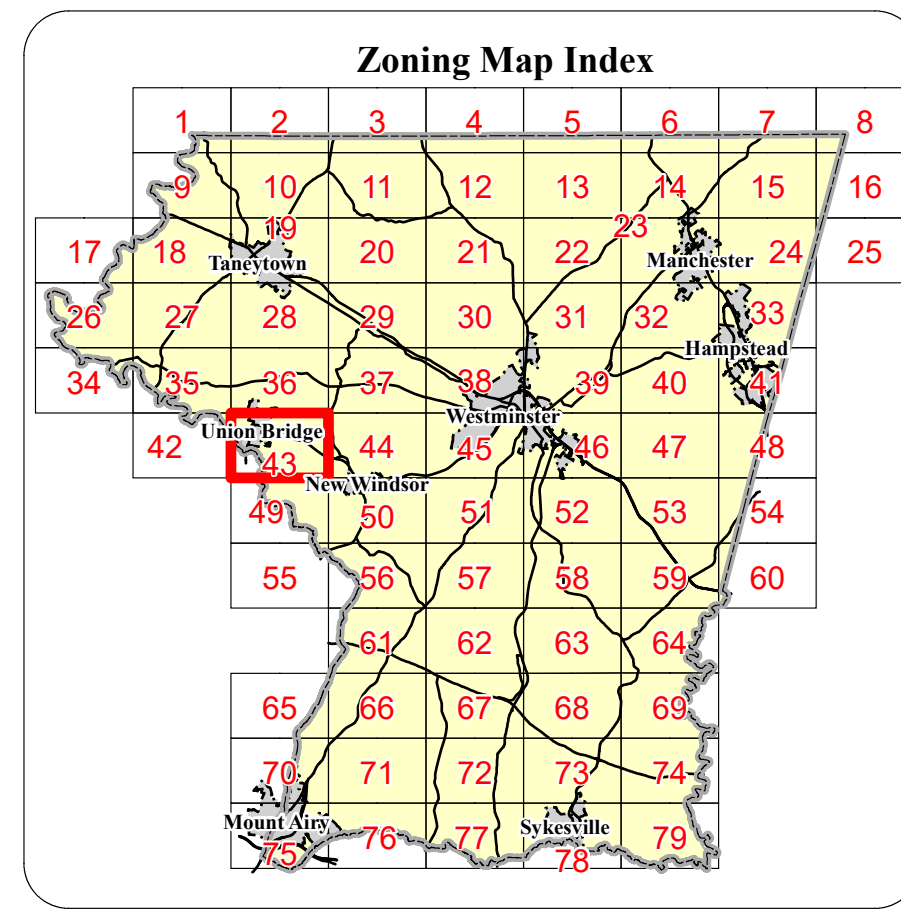 Zoning Map Index
1 2 3 4 5 6 7 8
9 10 11 12 13 14 15 16
17 18 19 20 21 22 23 24 25
Taneytown
Manchester
26 27 28 29 30 31 32 33
Hampstead
34 35 36 37 38 39 40 41
Westminster
Union Bridge
42 43 44 45 46 47 48
New Windsor
49 50 51 52 53 54
55 56 57 58 59 60
61 62 63 64
65 66 67 68 69
70 71 72 73 74
Mount Airy
Sykesville
75 76 77 78 79